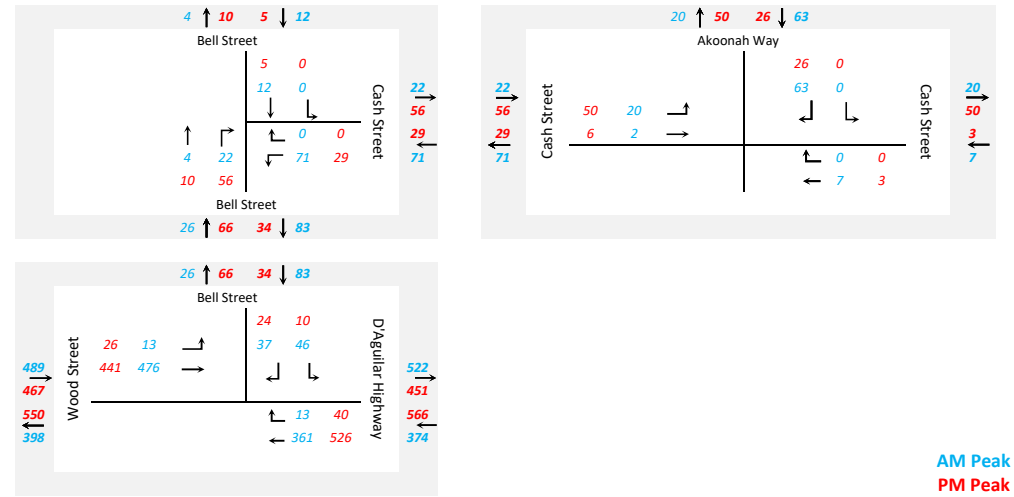 4 10 5 12
Bell Street
5 0
12 0
22
56
29
71
Cash Street
0 0
71 29
4 22
10 56
Bell Street
26 66 34 83
20 50 26 63
Akoonah Way
26 0
63 0
22
56
29
71
Cash Street
50 20
6 2
Cash Street
20
50
3
7
0 0
7 3
26 66 34 83
Bell Street
24 10
37 46
489
467
550
398
Wood Street
26 13
441 476
D'Aguilar Highway
522
451
566
374
13 40
361 526
AM Peak
PM Peak